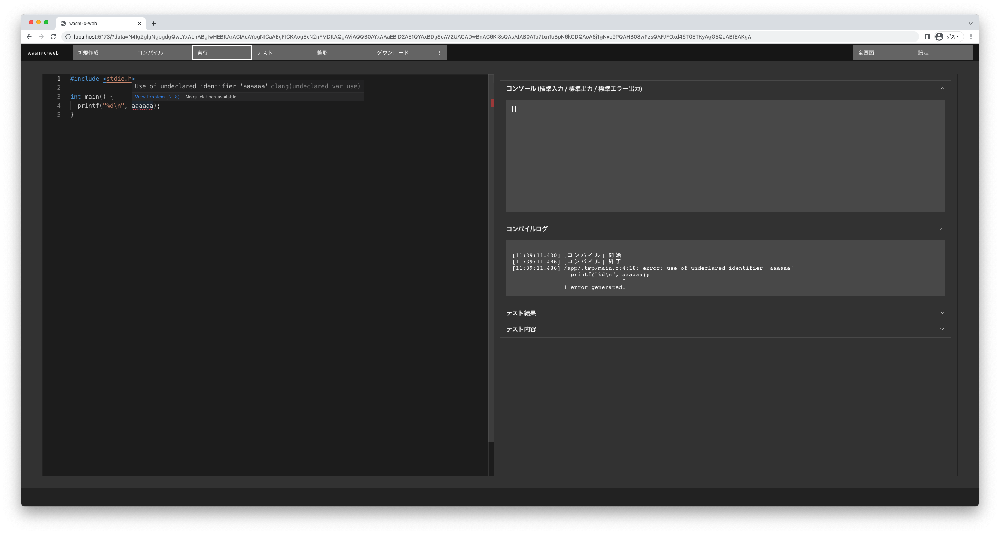 wasm-c-web
localhost:5173/?data=N4IgZgIgNgpgdgQwLYxALhABgIwHEBKArACIAcAYpgNICaAEgFICKAogExN2nFMDKAQgAViAQQB0AYxAAaEBID2AE1QYAxBDgSoAV2UACADwBnAC6KI8sQAsAfAB0ATo7txnTuBpN6kCDQAoASj1gNxc9PQAHB08wPzsQAFJFOxd46T0ETKyAgG5QuABfEAKgA
ゲスト
wasm-c-web 新規作成 コンパイル 実行 テスト 整形 ダウンロード 全画面 設定
1 #include <stdio.h>
2
Use of undeclared identifier 'aaaaaa' clang(undeclared_var_use)
3 int main() {
View Problem (⌥F8) No quick fixes available
4 printf("%d\n", aaaaaa);
5 }
コンソール (標準入力 / 標準出力 / 標準エラー出力)
コンパイルログ
[11:39:11.430] [コンパイル] 開始
[11:39:11.486] [コンパイル] 終了
[11:39:11.486] /app/.tmp/main.c:4:18: error: use of undeclared identifier 'aaaaaa'
printf("%d\n", aaaaaa);
^
1 error generated.
テスト結果
テスト内容